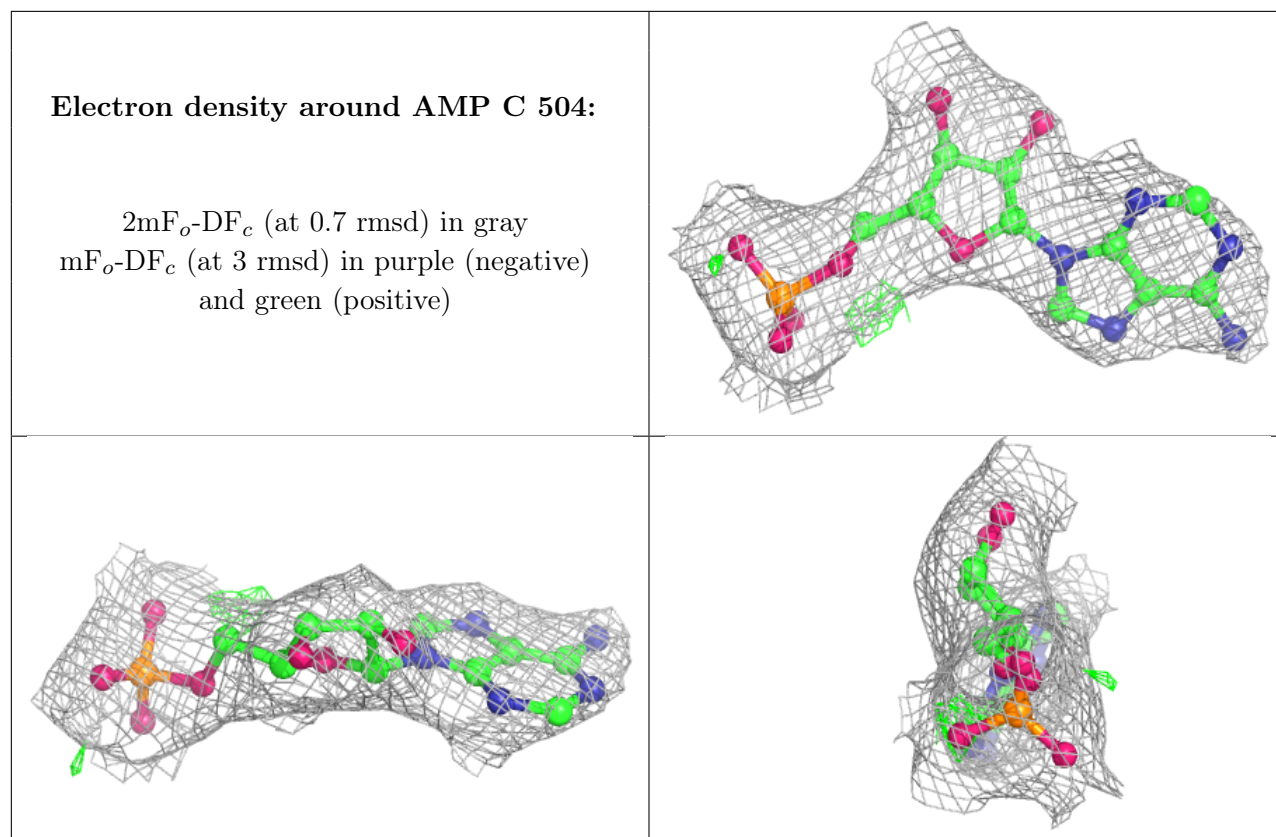 Electron density around AMP C 504:
2mFo-DFc (at 0.7 rmsd) in gray
mFo-DFc (at 3 rmsd) in purple (negative)
and green (positive)